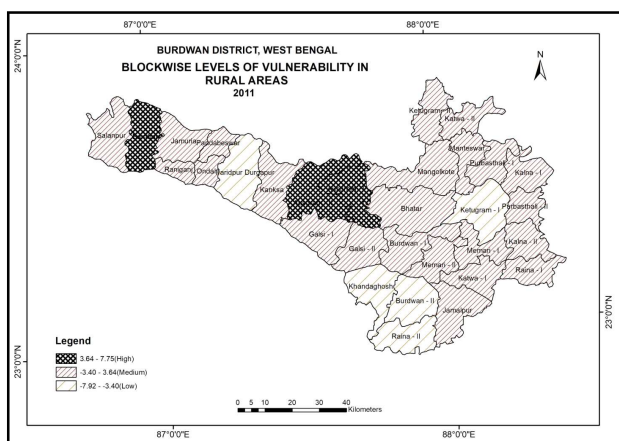 87°0'0"E
88°0'0"E
24°0'0"N
BURDWAN DISTRICT, WEST BENGAL
BLOCKWISE LEVELS OF VULNERABILITY IN
RURAL AREAS
2011
N
Ketugram - II
Katwa - II
Salanpur
Jamuria
Pandabeswar
Manteswar
Purbasthali - I
Raniganj
Ondal
Faridpur Durgapur
Mangolkote
Kalna - I
Kanksa
Bhatar
Ketugram - I
Purbasthali - II
Galsi - I
Galsi - II
Burdwan - I
Memari - I
Kalna - II
Memari - II
Katwa - I
Raina - I
Khandaghosh
Burdwan - II
Jamalpur
Raina - II
23°0'0"N
23°0'0"N
Legend
3.64 - 7.75(High)
-3.40 - 3.64(Medium)
-7.92 - -3.40(Low)
0 5 10 20 30 40
Kilometers
87°0'0"E
88°0'0"E